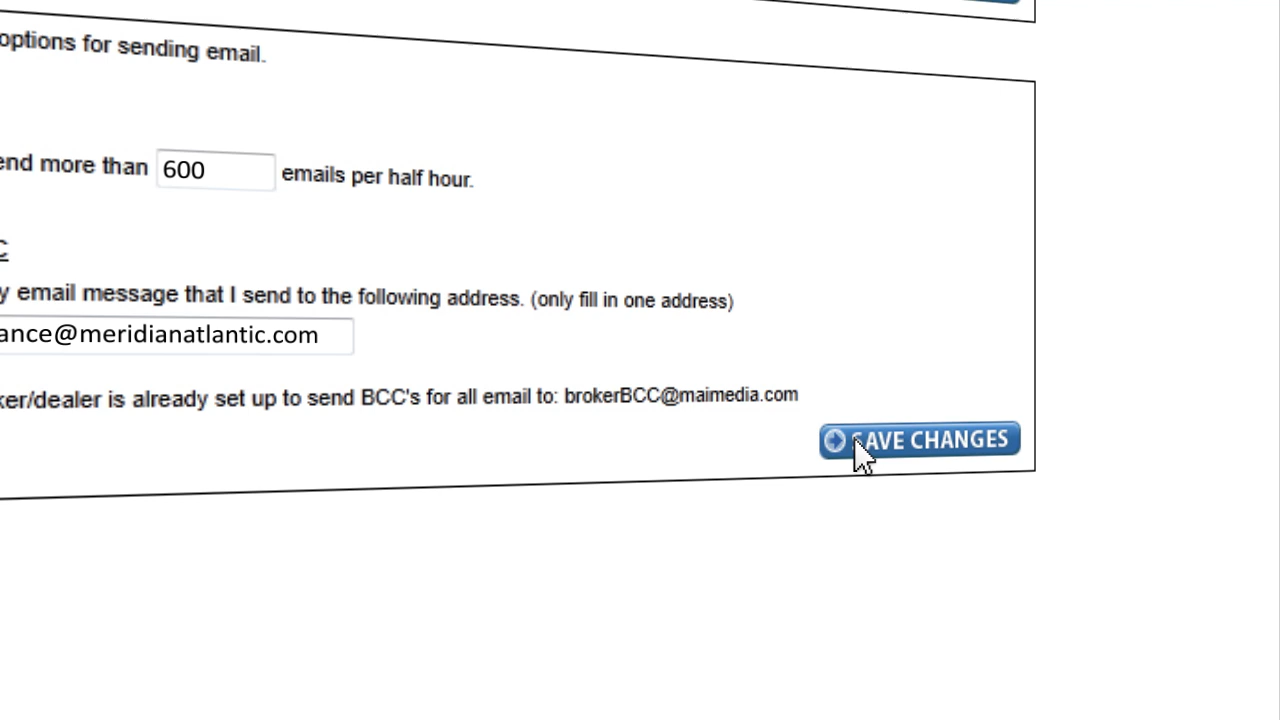 options for sending email.
end more than 600 emails per half hour.
C
y email message that I send to the following address. (only fill in one address)
ance@meridianatlantic.com
ker/dealer is already set up to send BCC's for all email to: brokerBCC@maimedia.com
SAVE CHANGES